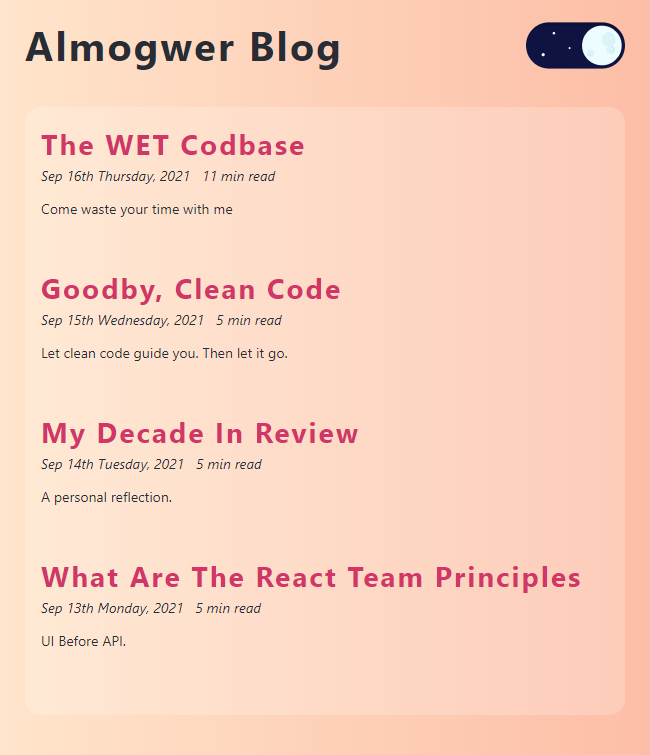 Almogwer Blog
The WET Codbase
Sep 16th Thursday, 2021 11 min read
Come waste your time with me
Goodby, Clean Code
Sep 15th Wednesday, 2021 5 min read
Let clean code guide you. Then let it go.
My Decade In Review
Sep 14th Tuesday, 2021 5 min read
A personal reflection.
What Are The React Team Principles
Sep 13th Monday, 2021 5 min read
UI Before API.